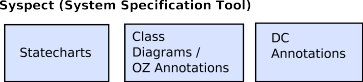 Syspect (System Specification Tool)
Statecharts
Class
Diagrams /
OZ Annotations
DC
Annotations